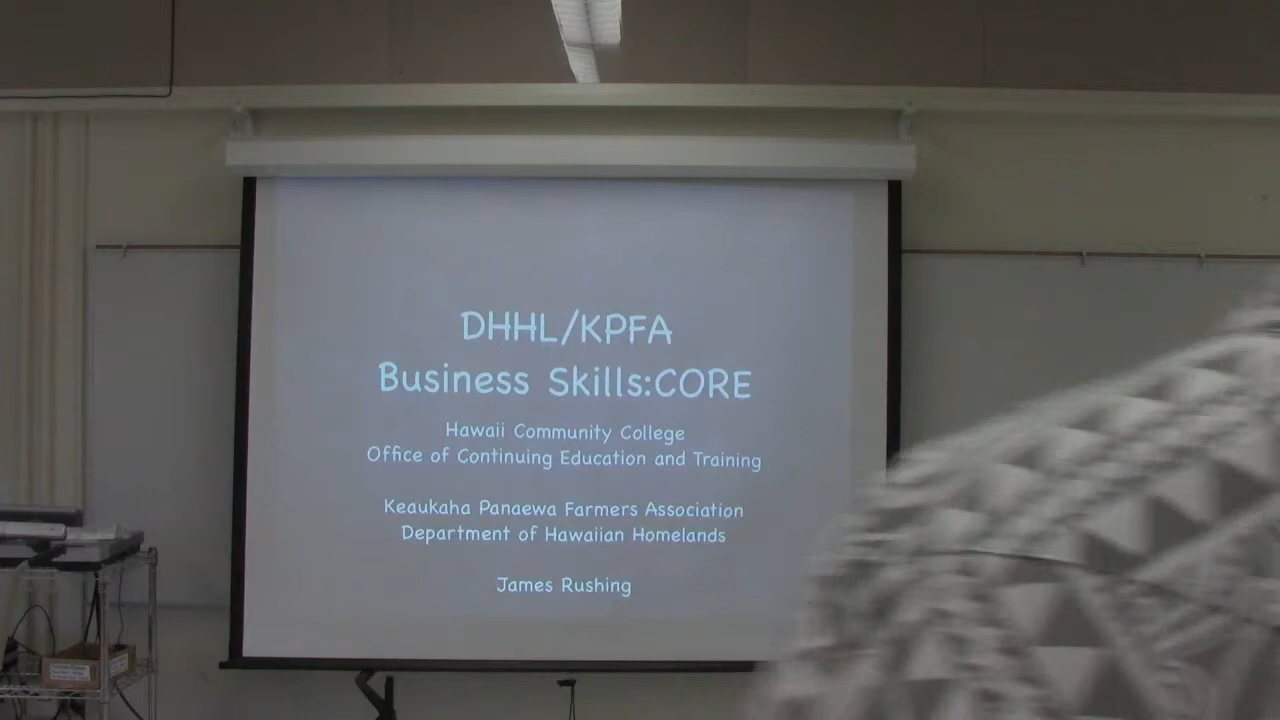 DHHL/KPFA
Business Skills:CORE
Hawaii Community College
Office of Continuing Education and Training
Keaukaha Panaewa Farmers Association
Department of Hawaiian Homelands
James Rushing